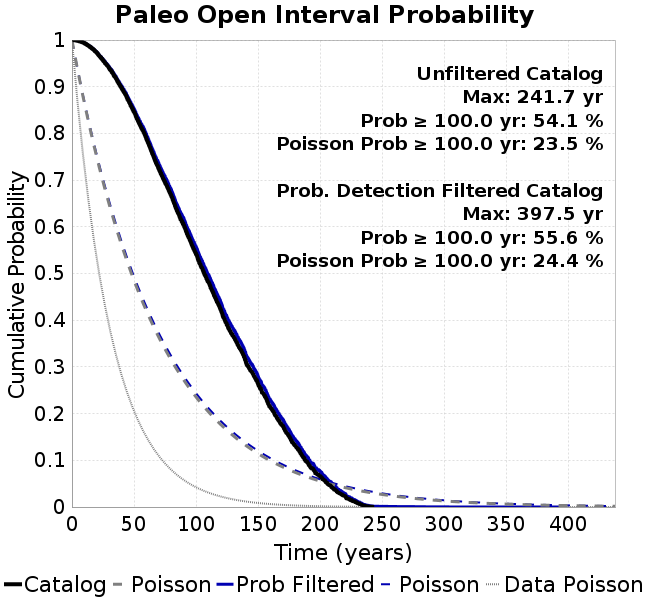 Paleo Open Interval Probability
Cumulative Probability
1
0.9
0.8
0.7
0.6
0.5
0.4
0.3
0.2
0.1
0
Unfiltered Catalog
Max: 241.7 yr
Prob ≥ 100.0 yr: 54.1 %
Poisson Prob ≥ 100.0 yr: 23.5 %
Prob. Detection Filtered Catalog
Max: 397.5 yr
Prob ≥ 100.0 yr: 55.6 %
Poisson Prob ≥ 100.0 yr: 24.4 %
0 50 100 150 200 250 300 350 400
Time (years)
Catalog Poisson Prob Filtered Poisson Data Poisson